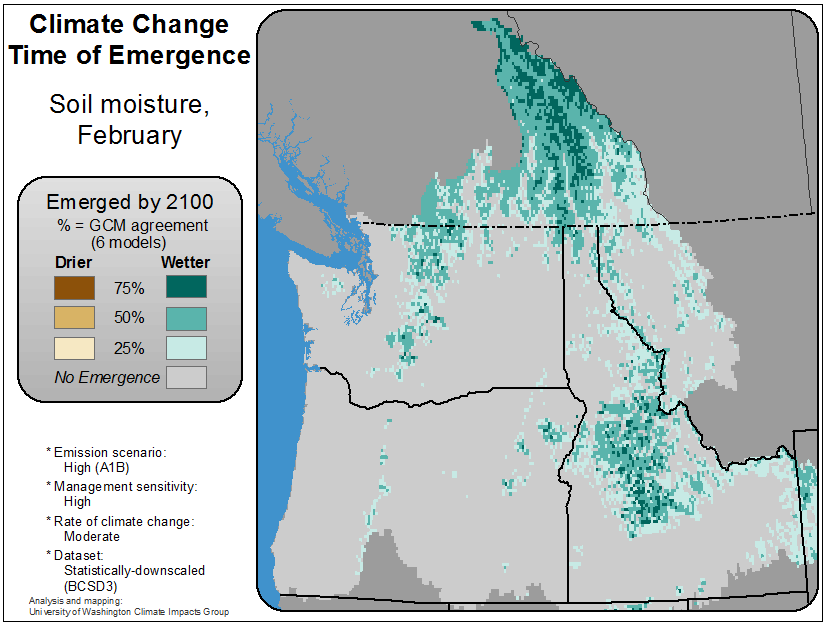 Climate Change
Time of Emergence
Soil moisture,
February
Emerged by 2100
% = GCM agreement
(6 models)
Drier Wetter
75%
50%
25%
No Emergence
* Emission scenario:
High (A1B)
* Management sensitivity:
High
* Rate of climate change:
Moderate
* Dataset:
Statistically-downscaled
(BCSD3)
Analysis and mapping:
University of Washington Climate Impacts Group